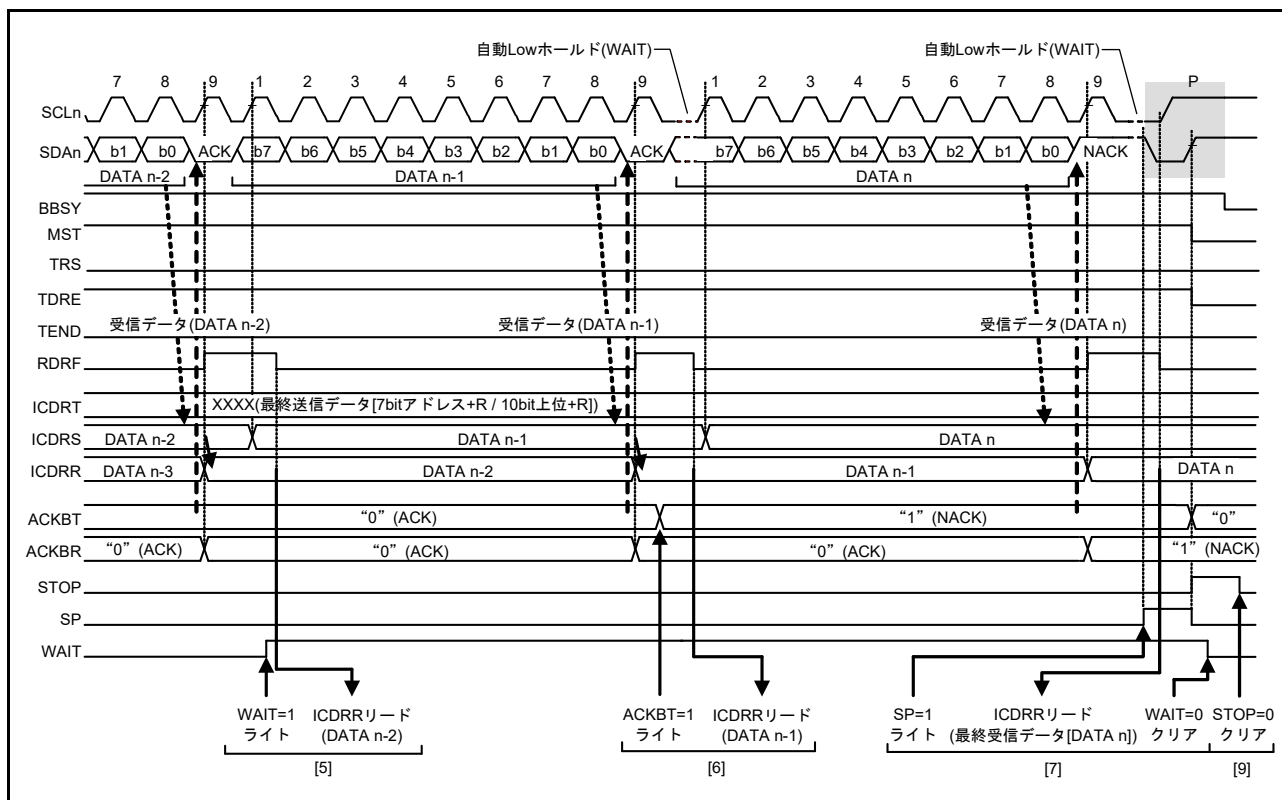 自動Lowホールド(WAIT)
自動Lowホールド(WAIT)
7 8 9 1 2 3 4 5 6 7 8 9 1 2 3 4 5 6 7 8 9 P
SCLn
SDAn b1 b0 ACK b7 b6 b5 b4 b3 b2 b1 b0 ACK b7 b6 b5 b4 b3 b2 b1 b0 NACK
DATA n-2 DATA n-1 DATA n
BBSY
MST
TRS
TDRE
TEND 受信データ(DATA n-2) 受信データ(DATA n-1) 受信データ(DATA n)
RDRF
ICDRT XXXX(最終送信データ[7bitアドレス+R / 10bit上位+R])
ICDRS DATA n-2 DATA n-1 DATA n
ICDRR DATA n-3 DATA n-2 DATA n-1 DATA n
ACKBT “0” (ACK) “1” (NACK) “0”
ACKBR “0” (ACK) “0” (ACK) “0” (ACK) “1” (NACK)
STOP
SP
WAIT
WAIT=1 ICDRRリード ACKBT=1 ICDRRリード SP=1 ICDRRリード WAIT=0 STOP=0
ライト (DATA n-2) ライト (DATA n-1) ライト (最終受信データ[DATA n]) クリア クリア
[5] [6] [7] [9]